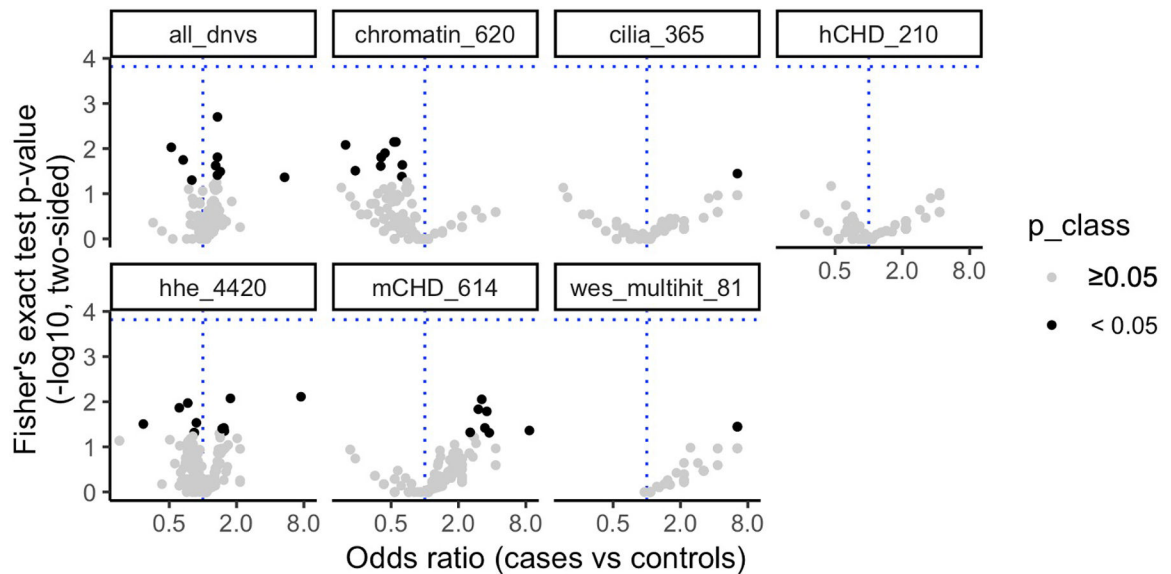 all_dnvs
chromatin_620
cilia_365
hCHD_210
4
3
2
1
0
0.5 2.0 8.0
hhe_4420
mCHD_614
wes_multihit_81
4
3
2
1
0
0.5 2.0 8.0
0.5 2.0 8.0
0.5 2.0 8.0
Fisher's exact test p-value
(-log10, two-sided)
Odds ratio (cases vs controls)
p_class
≥0.05
< 0.05